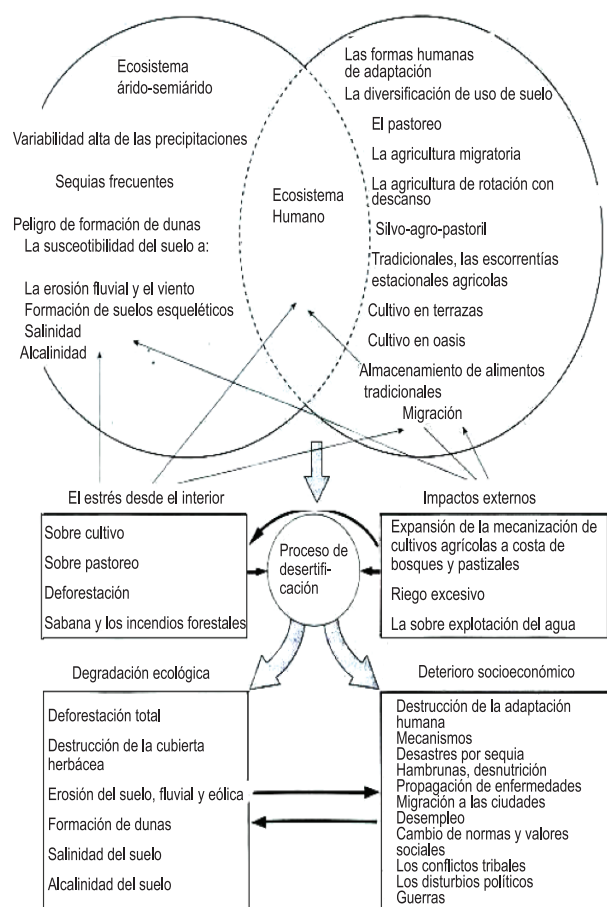 Ecosistema
árido-semiárido
Variabilidad alta de las precipitaciones
Sequias frecuentes
Peligro de formación de dunas
La susceotibilidad del suelo a:
La erosión fluvial y el viento
Formación de suelos esqueléticos
Salinidad
Alcalinidad
Ecosistema
Humano
Las formas humanas
de adaptación
La diversificación de uso de suelo
El pastoreo
La agricultura migratoria
La agricultura de rotación con
descanso
Silvo-agro-pastoril
Tradicionales, las escorrentías
estacionales agricolas
Cultivo en terrazas
Cultivo en oasis
Almacenamiento de alimentos
tradicionales
Migración
El estrés desde el interior
Sobre cultivo
Sobre pastoreo
Deforestación
Sabana y los incendios forestales
Proceso de
desertifi-
cación
Impactos externos
Expansión de la mecanización de
cultivos agrícolas a costa de
bosques y pastizales
Riego excesivo
La sobre explotación del agua
Degradación ecológica
Deforestación total
Destrucción de la cubierta
herbácea
Erosión del suelo, fluvial y eólica
Formación de dunas
Salinidad del suelo
Alcalinidad del suelo
Deterioro socioeconómico
Destrucción de la adaptación
humana
Mecanismos
Desastres por sequia
Hambrunas, desnutrición
Propagación de enfermedades
Migración a las ciudades
Desempleo
Cambio de normas y valores
sociales
Los conflictos tribales
Los disturbios políticos
Guerras